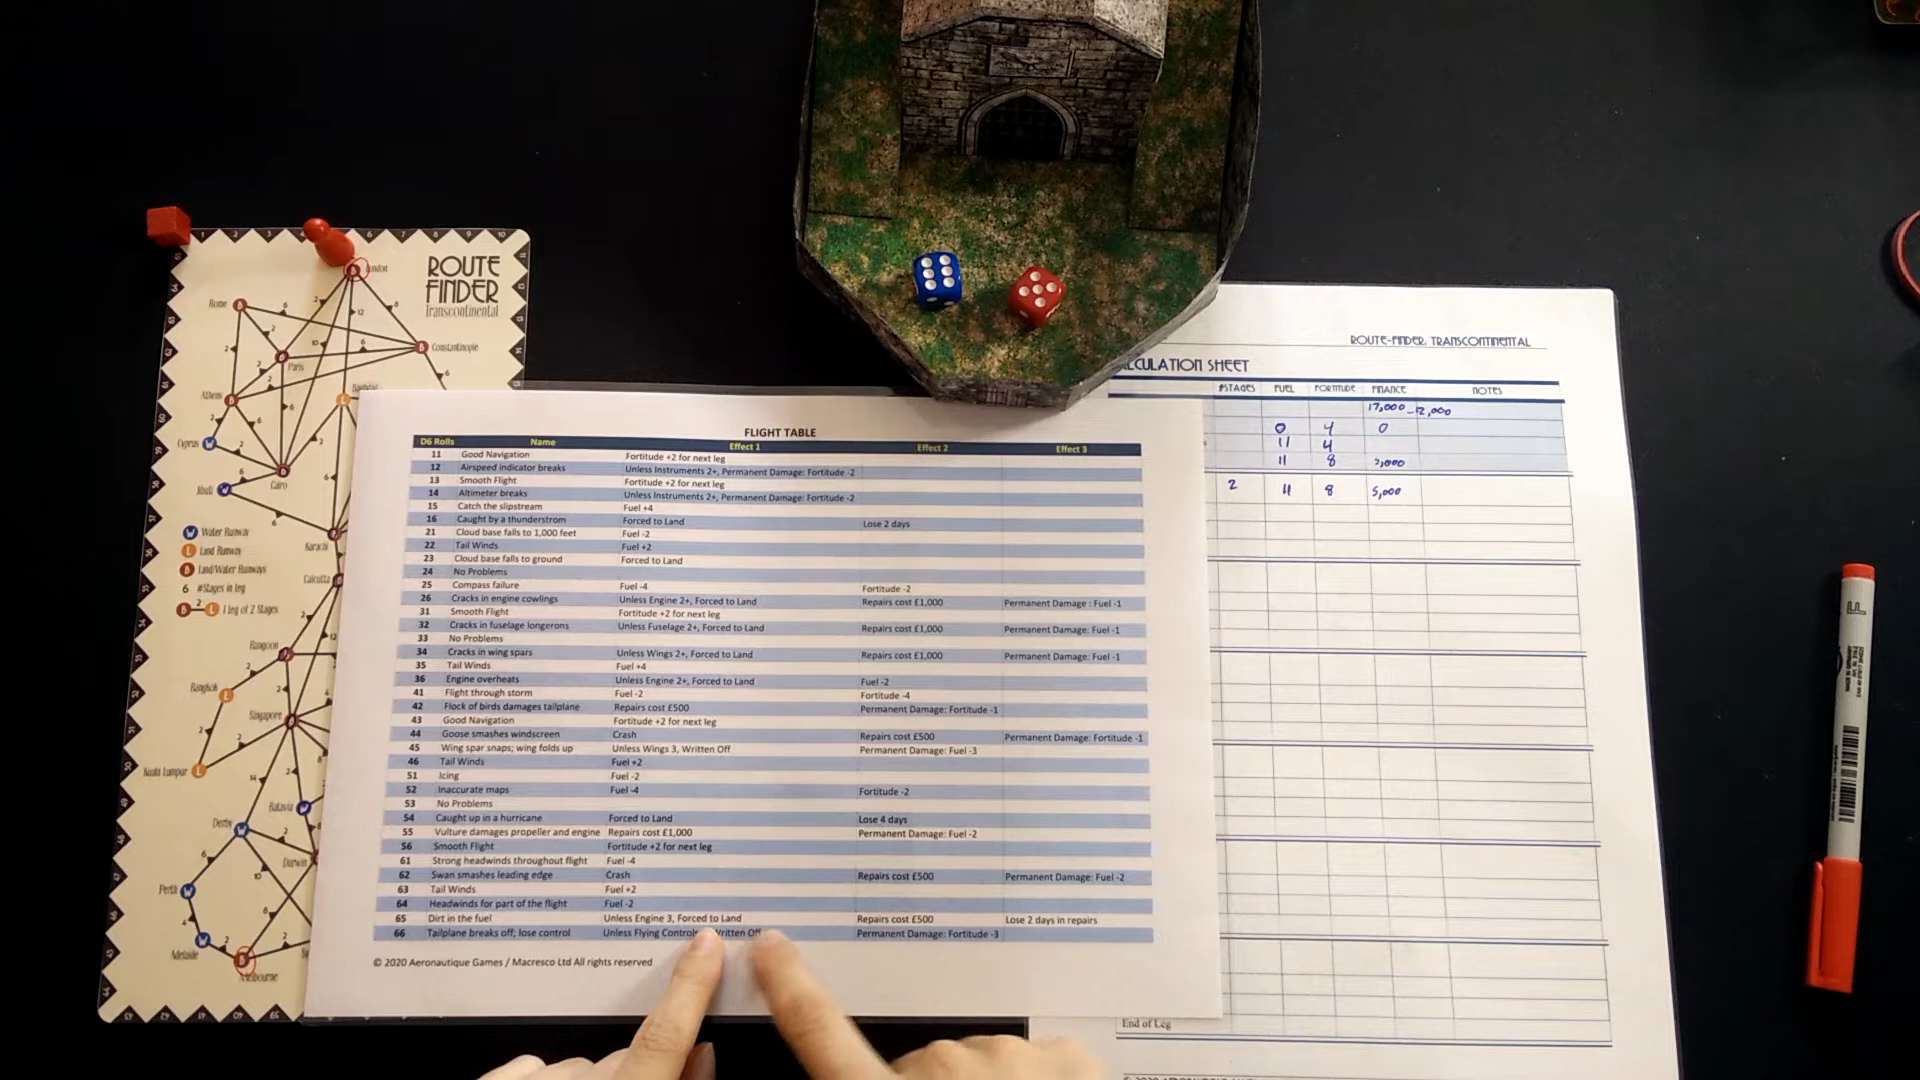 ROUTE
FINDER
Transcontinental
London
Rome
Constantinople
Paris
Athens
Cyprus
Cairo
Karachi
Calcutta
Rangoon
Bangkok
Singapore
Kuala Lumpar
Batavia
Derby
Darwin
Perth
Adelaide
Melbourne
W Water Runway
L Land Runway
B Land/Water Runways
6 #Stages in leg
B 2 L 1 leg of 2 Stages
FLIGHT TABLE
D6 Rolls Name Effect 1 Effect 2 Effect 3
11 Good Navigation Fortitude +2 for next leg
12 Airspeed indicator breaks Unless Instruments 2+, Permanent Damage: Fortitude -2
13 Smooth Flight Fortitude +2 for next leg
14 Altimeter breaks Unless Instruments 2+, Permanent Damage: Fortitude -2
15 Catch the slipstream Fuel +4
16 Caught by a thunderstrom Forced to Land Lose 2 days
21 Cloud base falls to 1,000 feet Fuel -2
22 Tail Winds Fuel +2
23 Cloud base falls to ground Forced to Land
24 No Problems
25 Compass failure Fuel -4 Fortitude -2
26 Cracks in engine cowlings Unless Engine 2+, Forced to Land Repairs cost £1,000 Permanent Damage : Fuel -1
31 Smooth Flight Fortitude +2 for next leg
32 Cracks in fuselage longerons Unless Fuselage 2+, Forced to Land Repairs cost £1,000 Permanent Damage: Fuel -1
33 No Problems
34 Cracks in wing spars Unless Wings 2+, Forced to Land Repairs cost £1,000 Permanent Damage: Fuel -1
35 Tail Winds Fuel +4
36 Engine overheats Unless Engine 2+, Forced to Land Fuel -2
41 Flight through storm Fuel -2 Fortitude -4
42 Flock of birds damages tailplane Repairs cost £500 Permanent Damage: Fortitude -1
43 Good Navigation Fortitude +2 for next leg
44 Goose smashes windscreen Crash Repairs cost £500 Permanent Damage: Fortitude -1
45 Wing spar snaps; wing folds up Unless Wings 3, Written Off Permanent Damage: Fuel -3
46 Tail Winds Fuel +2
51 Icing Fuel -2
52 Inaccurate maps Fuel -4 Fortitude -2
53 No Problems
54 Caught up in a hurricane Forced to Land Lose 4 days
55 Vulture damages propeller and engine Repairs cost £1,000 Permanent Damage: Fuel -2
56 Smooth Flight Fortitude +2 for next leg
61 Strong headwinds throughout flight Fuel -4
62 Swan smashes leading edge Crash Repairs cost £500 Permanent Damage: Fuel -2
63 Tail Winds Fuel +2
64 Headwinds for part of the flight Fuel -2
65 Dirt in the fuel Unless Engine 3, Forced to Land Repairs cost £500 Lose 2 days in repairs
66 Tailplane breaks off; lose control Unless Flying Controls Written Off Permanent Damage: Fortitude -3
© 2020 Aeronautique Games / Macresco Ltd All rights reserved
ROUTE-FINDER, TRANSCONTINENTAL
LCULATION SHEET
#STAGES FUEL FORTITUDE FINANCE NOTES
17,000 -12,000
0 4 0
11 4
11 8
2 11 8 5,000
End of Leg
F